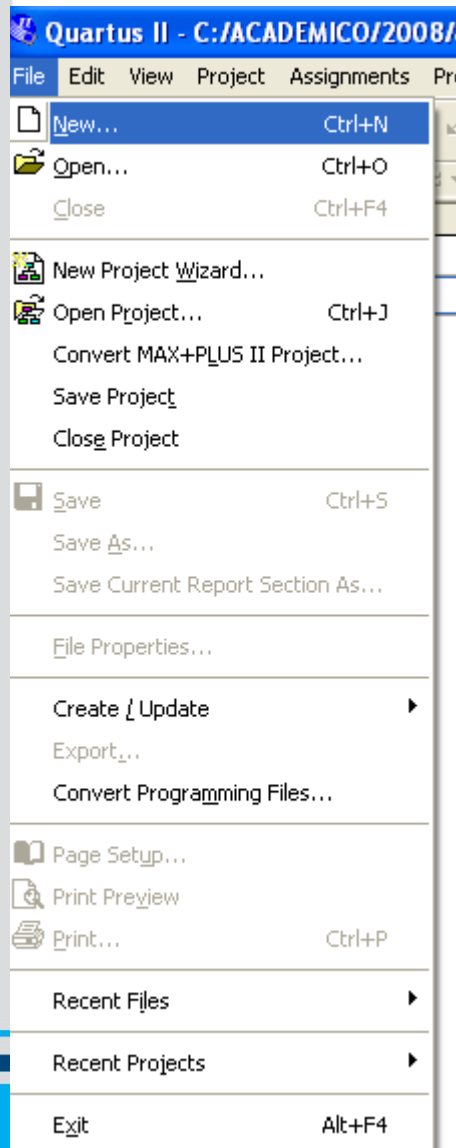 Quartus II - C:/ACADEMICO/2008/
File Edit View Project Assignments Pr
New... Ctrl+N
Open... Ctrl+O
Close Ctrl+F4
New Project Wizard...
Open Project... Ctrl+J
Convert MAX+PLUS II Project...
Save Project
Close Project
Save Ctrl+S
Save As...
Save Current Report Section As...
File Properties...
Create / Update
Export...
Convert Programming Files...
Page Setup...
Print Preview
Print... Ctrl+P
Recent Files
Recent Projects
Exit Alt+F4